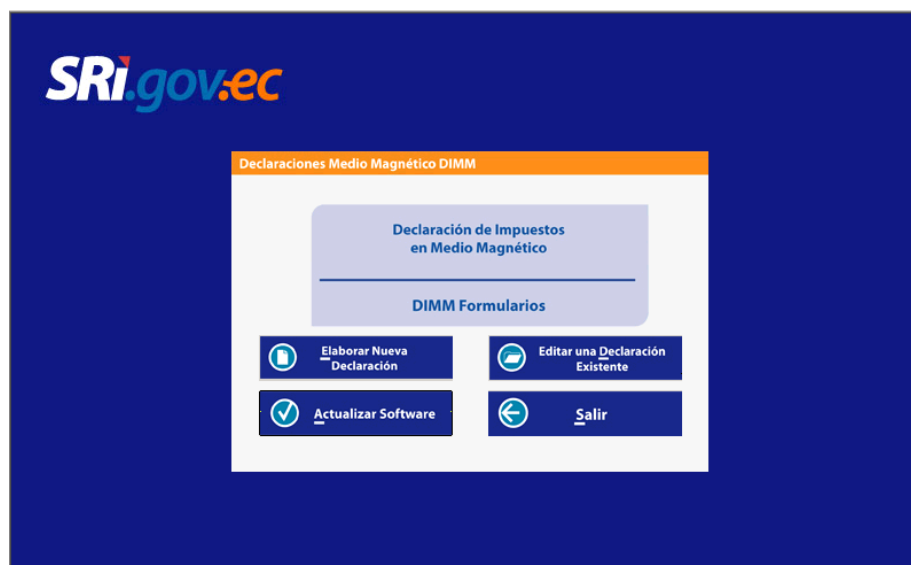 SRi.gov.ec
Declaraciones Medio Magnético DIMM
Declaración de Impuestos
en Medio Magnético
DIMM Formularios
Elaborar Nueva
Declaración
Editar una Declaración
Existente
Actualizar Software
Salir